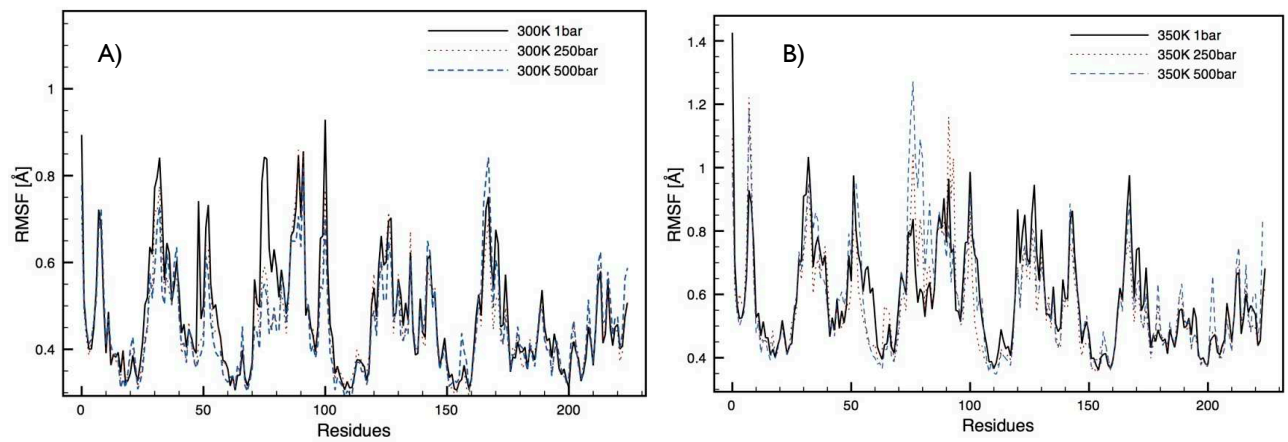 A)
300K 1bar
300K 250bar
300K 500bar
1
0.8
0.6
0.4
RMSF [Å]
0
50
100
150
200
Residues
B)
350K 1bar
350K 250bar
350K 500bar
1.4
1.2
1
0.8
0.6
0.4
RMSF [Å]
0
50
100
150
200
Residues